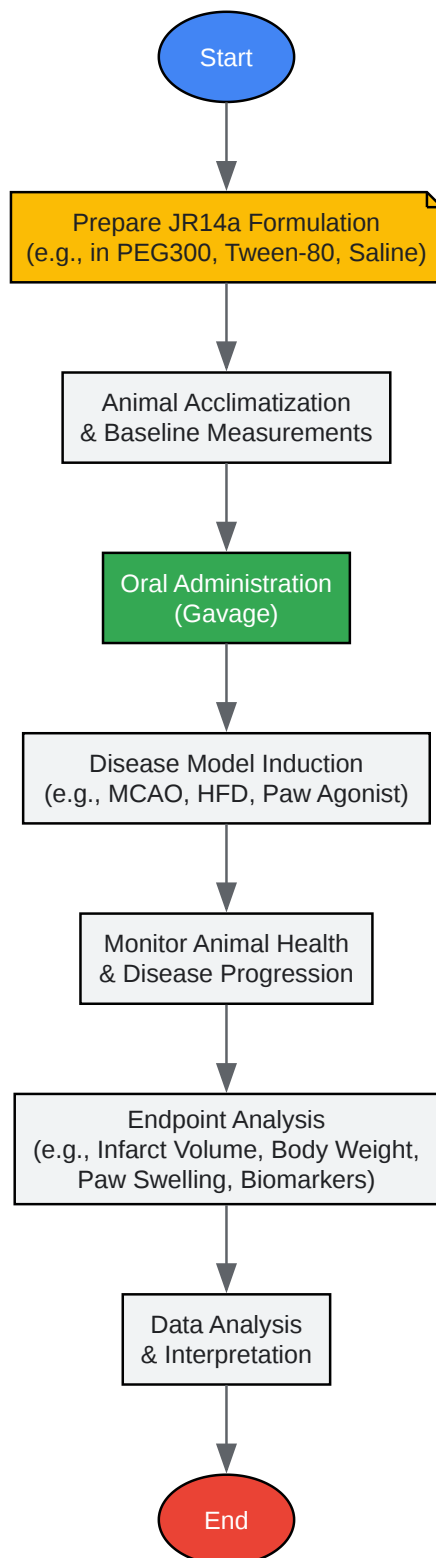 Start
Prepare JR14a Formulation
(e.g., in PEG300, Tween-80, Saline)
Animal Acclimatization
& Baseline Measurements
Oral Administration
(Gavage)
Disease Model Induction
(e.g., MCAO, HFD, Paw Agonist)
Monitor Animal Health
& Disease Progression
Endpoint Analysis
(e.g., Infarct Volume, Body Weight,
Paw Swelling, Biomarkers)
Data Analysis
& Interpretation
End